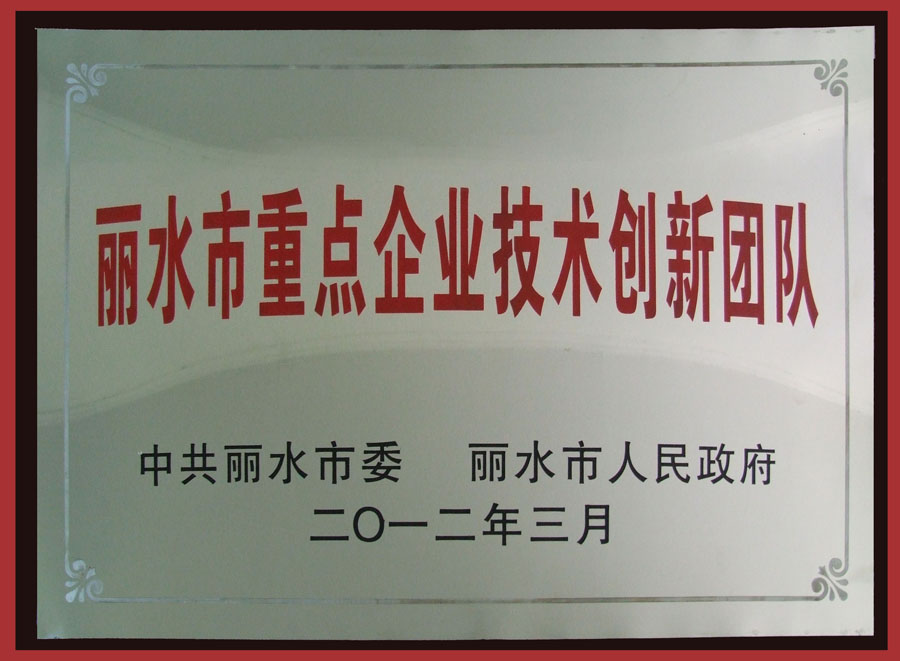 丽水市重点企业技术创新团队
中共丽水市委 丽水市人民政府
二〇一二年三月